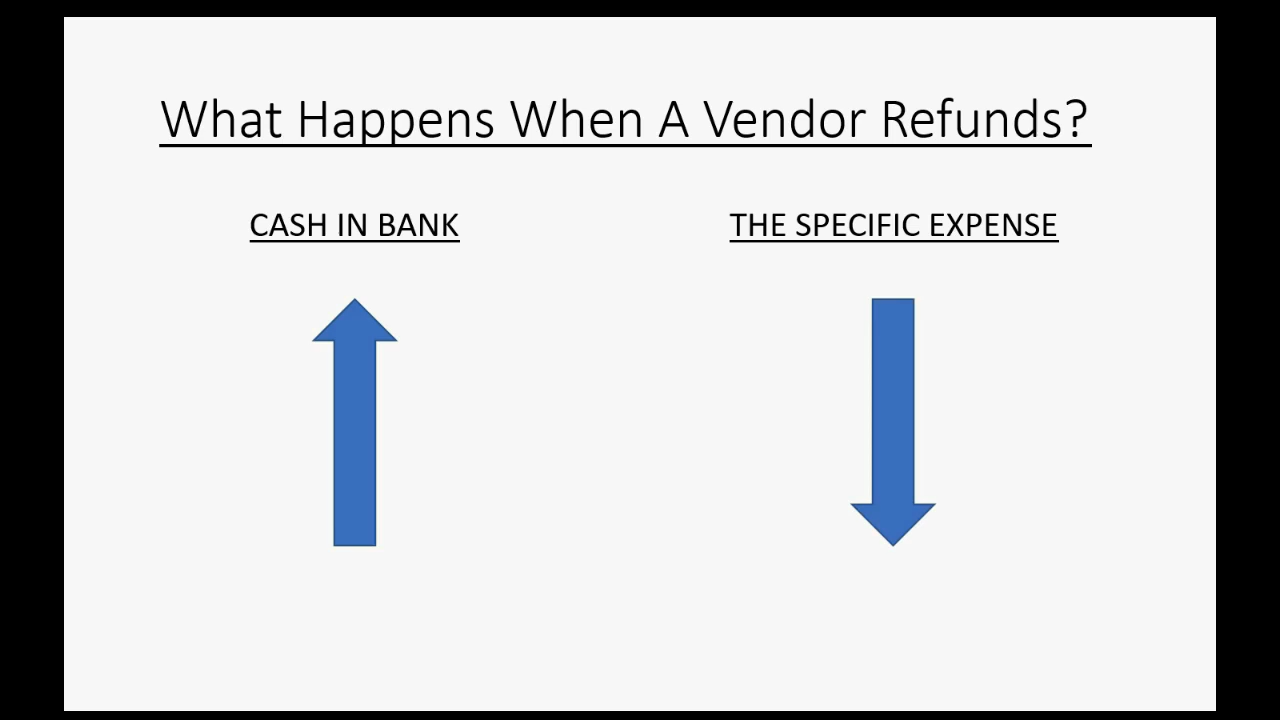 What Happens When A Vendor Refunds?
CASH IN BANK
THE SPECIFIC EXPENSE